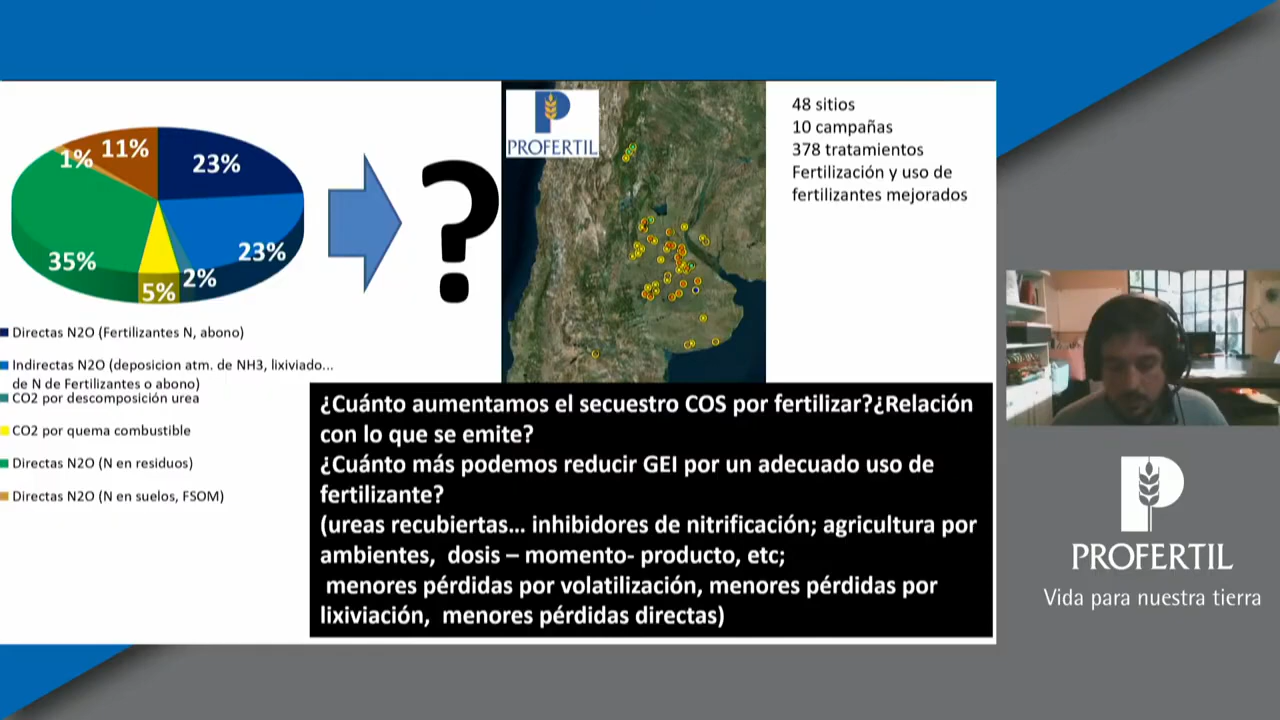 11%
1%
23%
35%
23%
2%
5%
?
Directas N2O (Fertilizantes N, abono)
Indirectas N2O (deposicion atm. de NH3, lixiviado...
de N de Fertilizantes o abono)
CO2 por descomposición urea
CO2 por quema combustible
Directas N2O (N en residuos)
Directas N2O (N en suelos, FSOM)
PROFERTIL
48 sitios
10 campañas
378 tratamientos
Fertilización y uso de
fertilizantes mejorados
¿Cuánto aumentamos el secuestro COS por fertilizar?¿Relación
con lo que se emite?
¿Cuánto más podemos reducir GEI por un adecuado uso de
fertilizante?
(ureas recubiertas... inhibidores de nitrificación; agricultura por
ambientes, dosis – momento- producto, etc;
menores pérdidas por volatilización, menores pérdidas por
lixiviación, menores pérdidas directas)
PROFERTIL
Vida para nuestra tierra